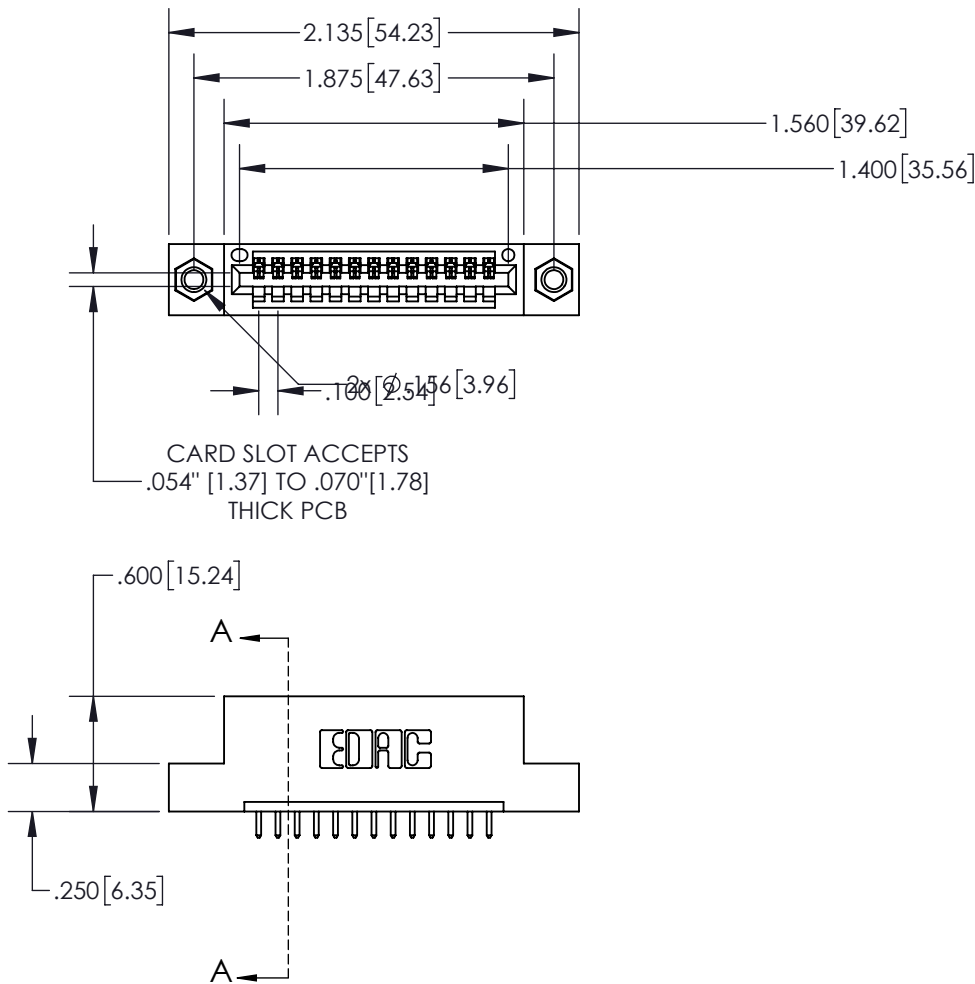 2.135[54.23]
1.875[47.63]
1.560[39.62]
1.400[35.56]
2x Ø .156 [3.96]
.100[2.54]
CARD SLOT ACCEPTS
.054" [1.37] TO .070"[1.78]
THICK PCB
.600[15.24]
A
EDAC
.250[6.35]
A